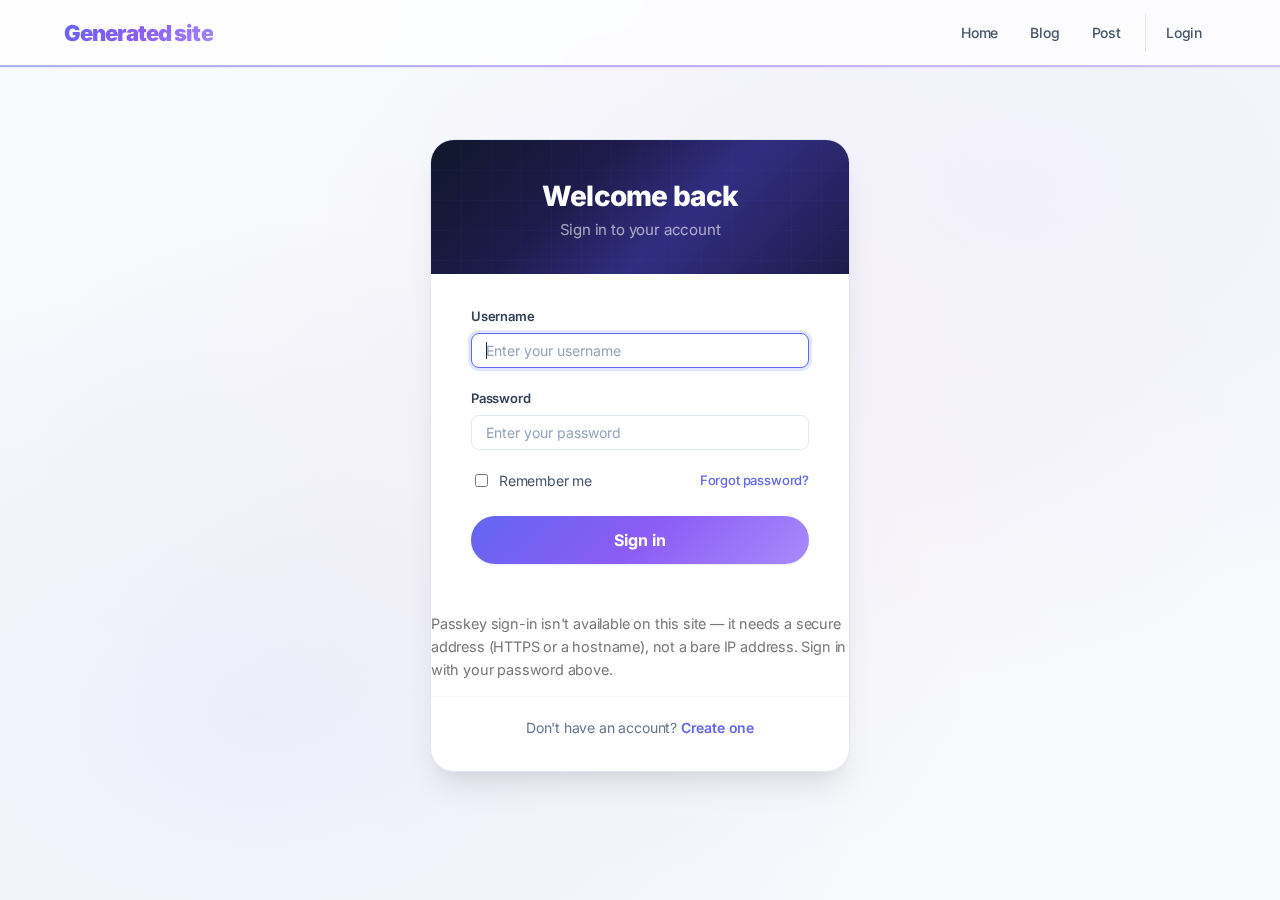 Generated site
Home
Blog
Post
Login
Welcome back
Sign in to your account
Username
Enter your username
Password
Enter your password
Remember me
Forgot password?
Sign in
Passkey sign-in isn't available on this site — it needs a secure
address (HTTPS or a hostname), not a bare IP address. Sign in
with your password above.
Don't have an account? Create one